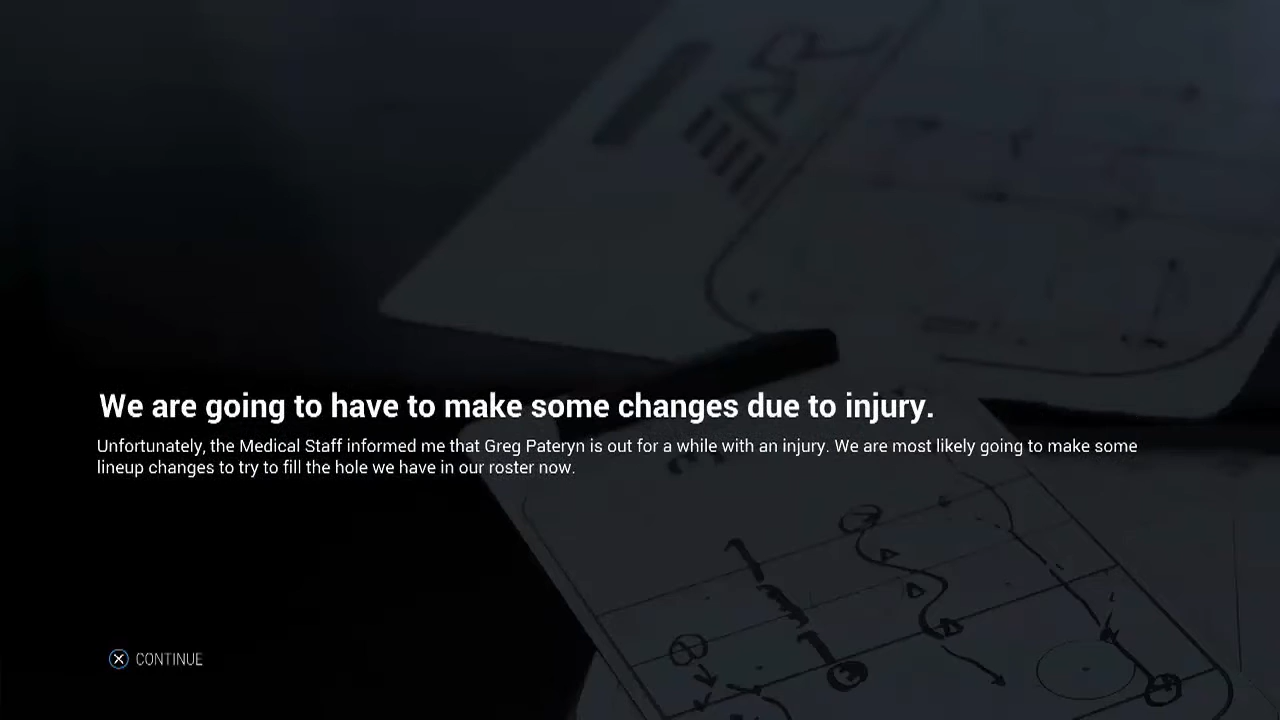 We are going to have to make some changes due to injury.
Unfortunately, the Medical Staff informed me that Greg Pateryn is out for a while with an injury. We are most likely going to make some
lineup changes to try to fill the hole we have in our roster now.
CONTINUE